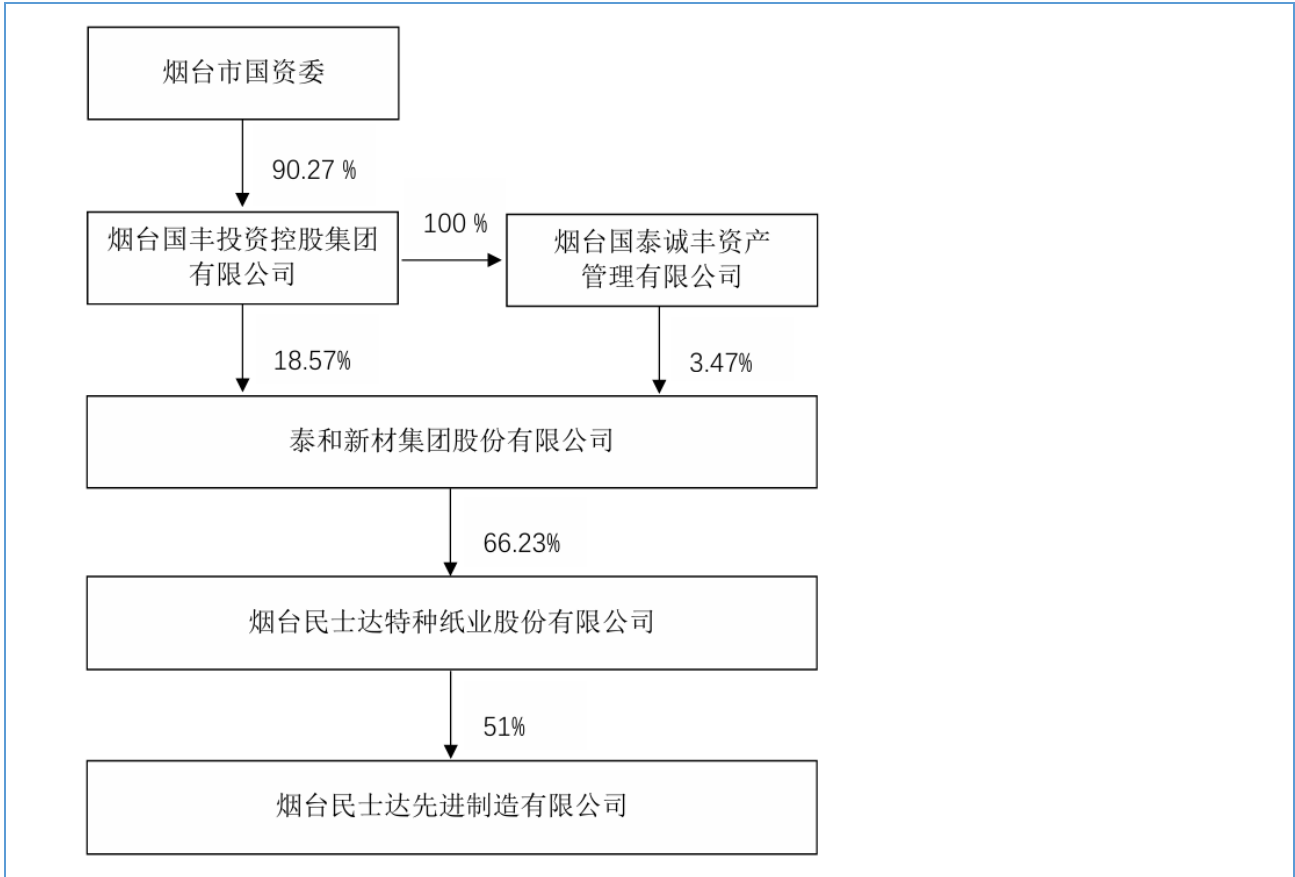 烟台市国资委
90.27 %
烟台国丰投资控股集团
有限公司
100 %
烟台国泰诚丰资产
管理有限公司
18.57%
3.47%
泰和新材集团股份有限公司
66.23%
烟台民士达特种纸业股份有限公司
51%
烟台民士达先进制造有限公司